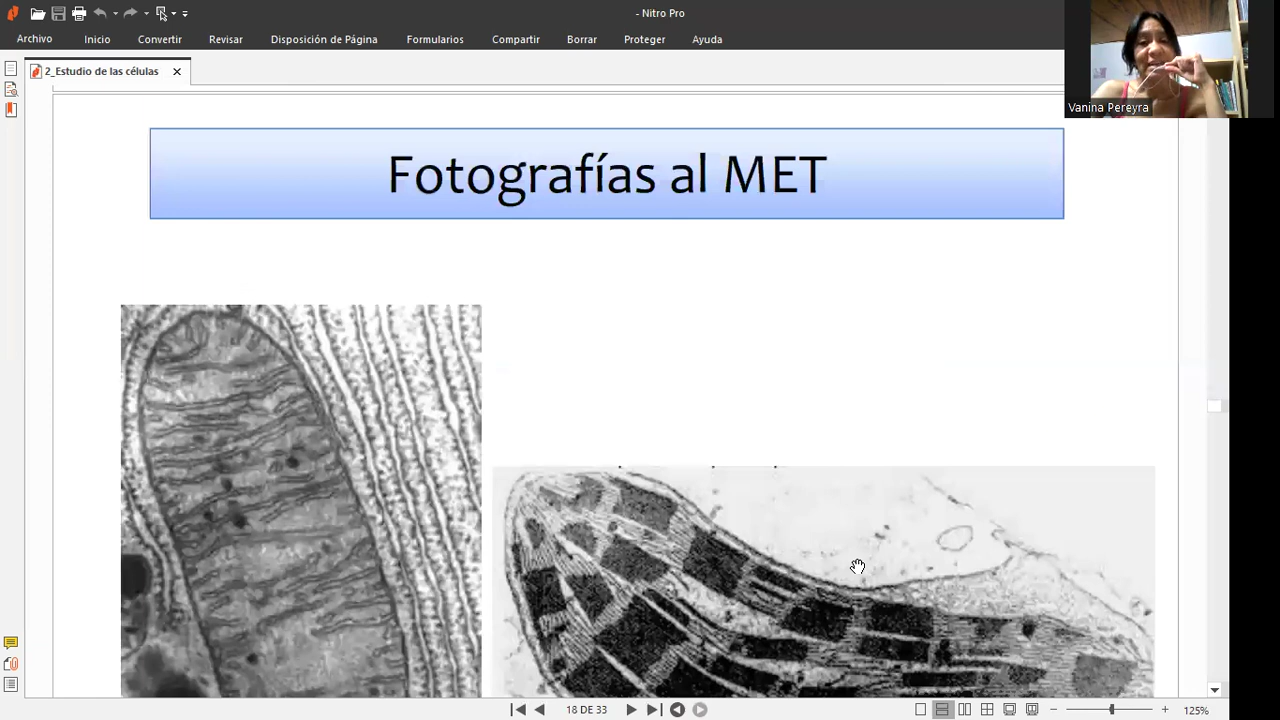 - Nitro Pro
Archivo Inicio Convertir Revisar Disposición de Página Formularios Compartir Borrar Proteger Ayuda
2_Estudio de las células
Vanina Pereyra
Fotografías al MET
18 DE 33
125%